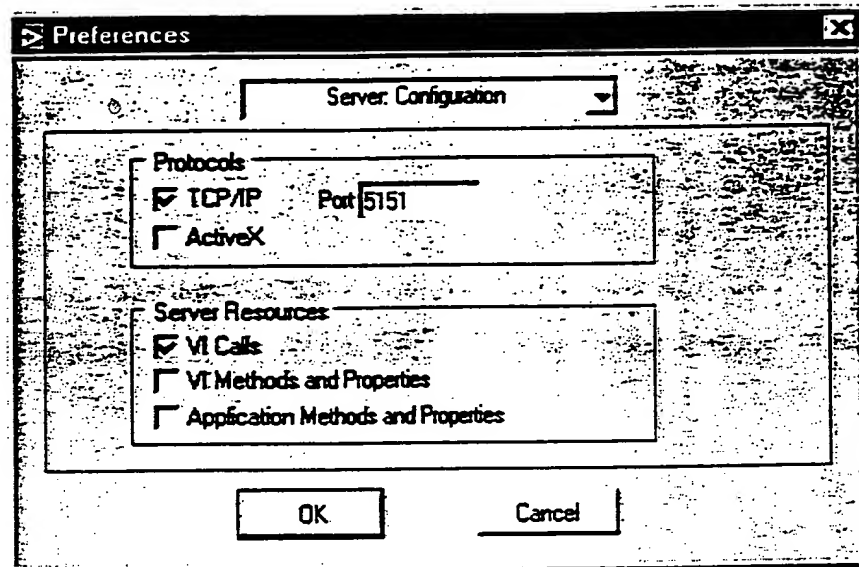 Preferences
Server: Configuration
Protocols
TCP/IP Port 5151
ActiveX
Server Resources
VI Calls
VI Methods and Properties
Application Methods and Properties
OK Cancel